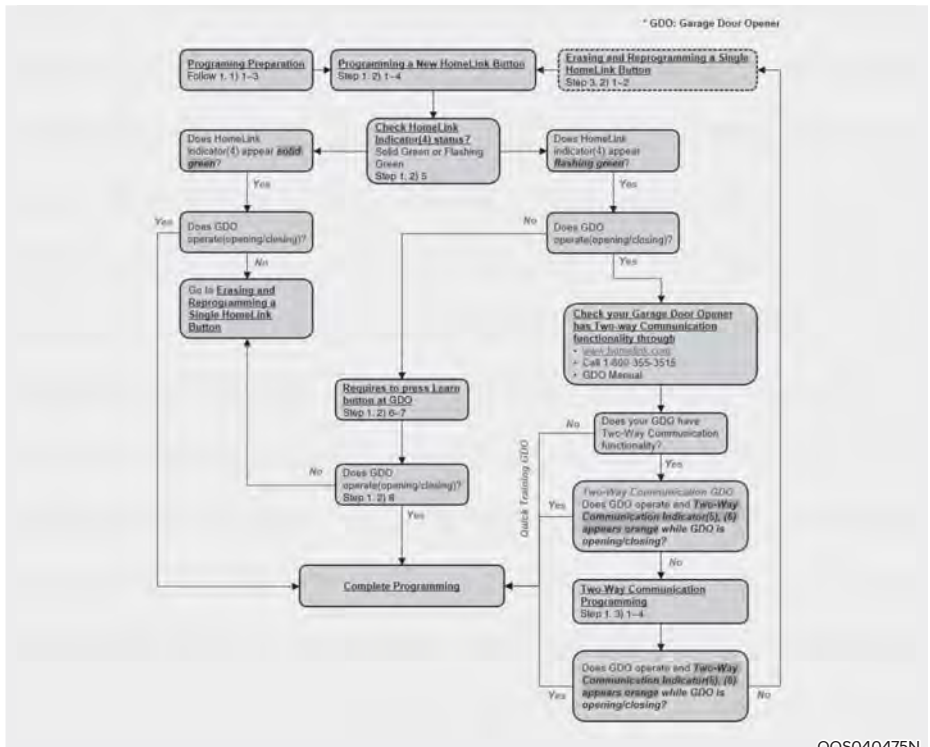 * GDO: Garage Door Opener
Programing Preparation
Follow 1. 1) 1~3
Programming a New HomeLink Button
Step 1. 2) 1~4
Erasing and Reprogramming a Single
HomeLink Button
Step 3. 2) 1~2
Does HomeLink
indicator(4) appear solid
green?
Check HomeLink
Indicator(4) status?
Solid Green or Flashing
Green
Step 1. 2) 5
Does HomeLink
indicator(4) appear
flashing green?
Yes
Yes
Yes
Does GDO
operate(opening/closing)?
No
Does GDO
operate(opening/closing)?
No
Yes
Go to Erasing and
Reprogramming a
Single HomeLink
Button
Check your Garage Door Opener
has Two-way Communication
functionality through
• www.homelink.com
• Call 1-800-355-3515
• GDO Manual
Requires to press Learn
button at GDO
Step 1. 2) 6~7
No
Does your GDO have
Two-Way Communication
functionality?
Yes
No
Does GDO
operate(opening/closing)?
Step 1. 2) 8
Yes
Quick Training GDO
Yes
Two-Way Communication GDO
Does GDO operate and Two-Way
Communication Indicator(5), (6)
appears orange while GDO is
opening/closing?
No
Complete Programming
Two-Way Communication
Programming
Step 1. 3) 1~4
Does GDO operate and Two-Way
Communication Indicator(5), (6)
appears orange while GDO is
opening/closing?
Yes
No
OOS040475N